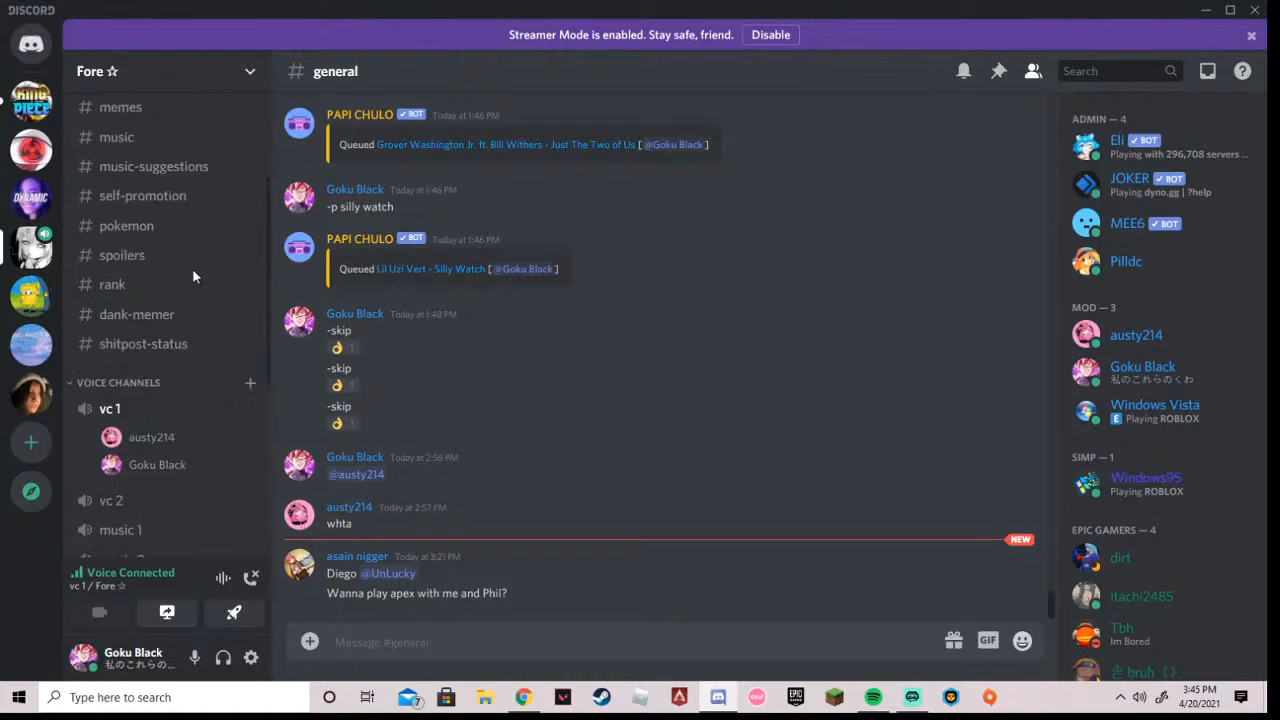 DISCORD
Streamer Mode is enabled. Stay safe, friend. Disable
Fore ☆
# general
Search
# memes
# music
# music-suggestions
# self-promotion
# pokemon
# spoilers
# rank
# dank-memer
# shitpost-status
VOICE CHANNELS
vc 1
austy214
Goku Black
vc 2
music 1
Voice Connected
vc 1 / Fore ☆
Goku Black
私のこれらの...
KING PIECE
DYNAMIC
PAPI CHULO ✓ BOT Today at 1:46 PM
Queued Grover Washington Jr. ft. Bill Withers - Just The Two of Us [ @Goku Black ]
Goku Black Today at 1:46 PM
-p silly watch
PAPI CHULO ✓ BOT Today at 1:46 PM
Queued Lil Uzi Vert - Silly Watch [ @Goku Black ]
Goku Black Today at 1:48 PM
-skip
👌 1
-skip
👌 1
-skip
👌 1
Goku Black Today at 2:56 PM
@austy214
austy214 Today at 2:57 PM
whta
NEW
asain nigger Today at 3:21 PM
Diego @UnLucky
Wanna play apex with me and Phil?
Message #general
GIF
ADMIN — 4
Eli ✓ BOT
Playing with 296,708 servers ...
JOKER ✓ BOT
Playing dyno.gg | ?help
MEE6 ✓ BOT
Pilldc
MOD — 3
austy214
Goku Black
私のこれらのくわ
Windows Vista
E Playing ROBLOX
SIMP — 1
Windows95
Playing ROBLOX
EPIC GAMERS — 4
dirt
itachi2485
Tbh
Im Bored
bruh
Type here to search
7
osu!
EPIC GAMES
3:45 PM
4/20/2021